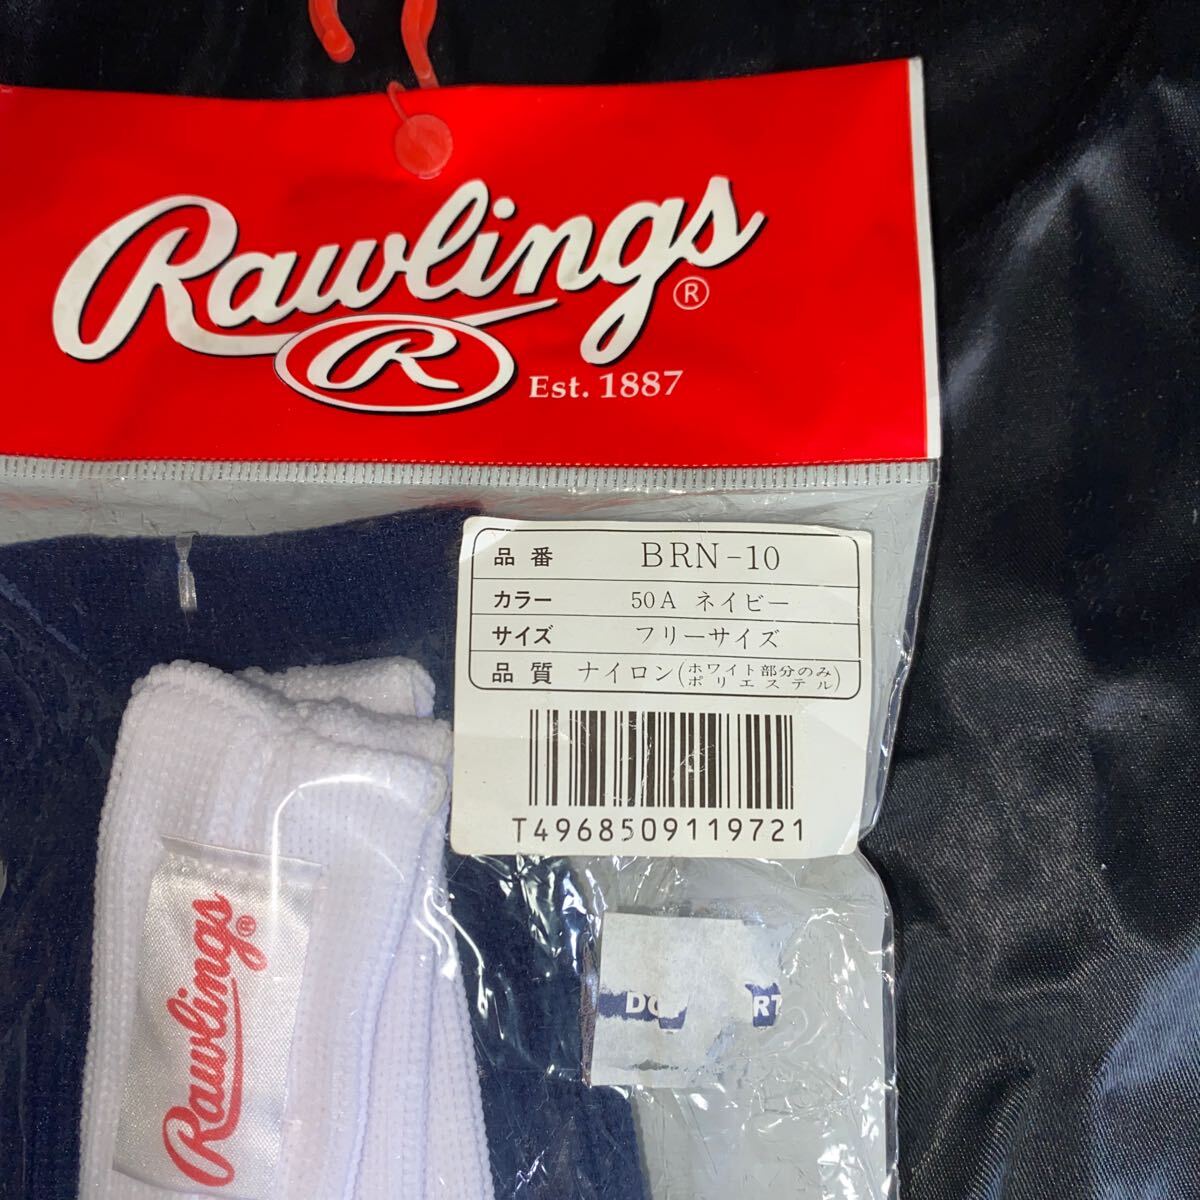 Rawlings®
R
Est. 1887
品番 BRN-10
カラー 50A ネイビー
サイズ フリーサイズ
品質 ナイロン(ホワイト部分のみ
ポリエステル)
T4968509119721
Rawlings®